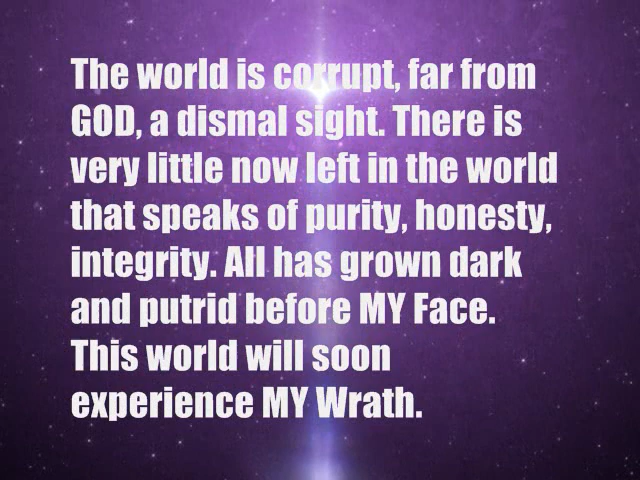 The world is corrupt, far from
GOD, a dismal sight. There is
very little now left in the world
that speaks of purity, honesty,
integrity. All has grown dark
and putrid before MY Face.
This world will soon
experience MY Wrath.